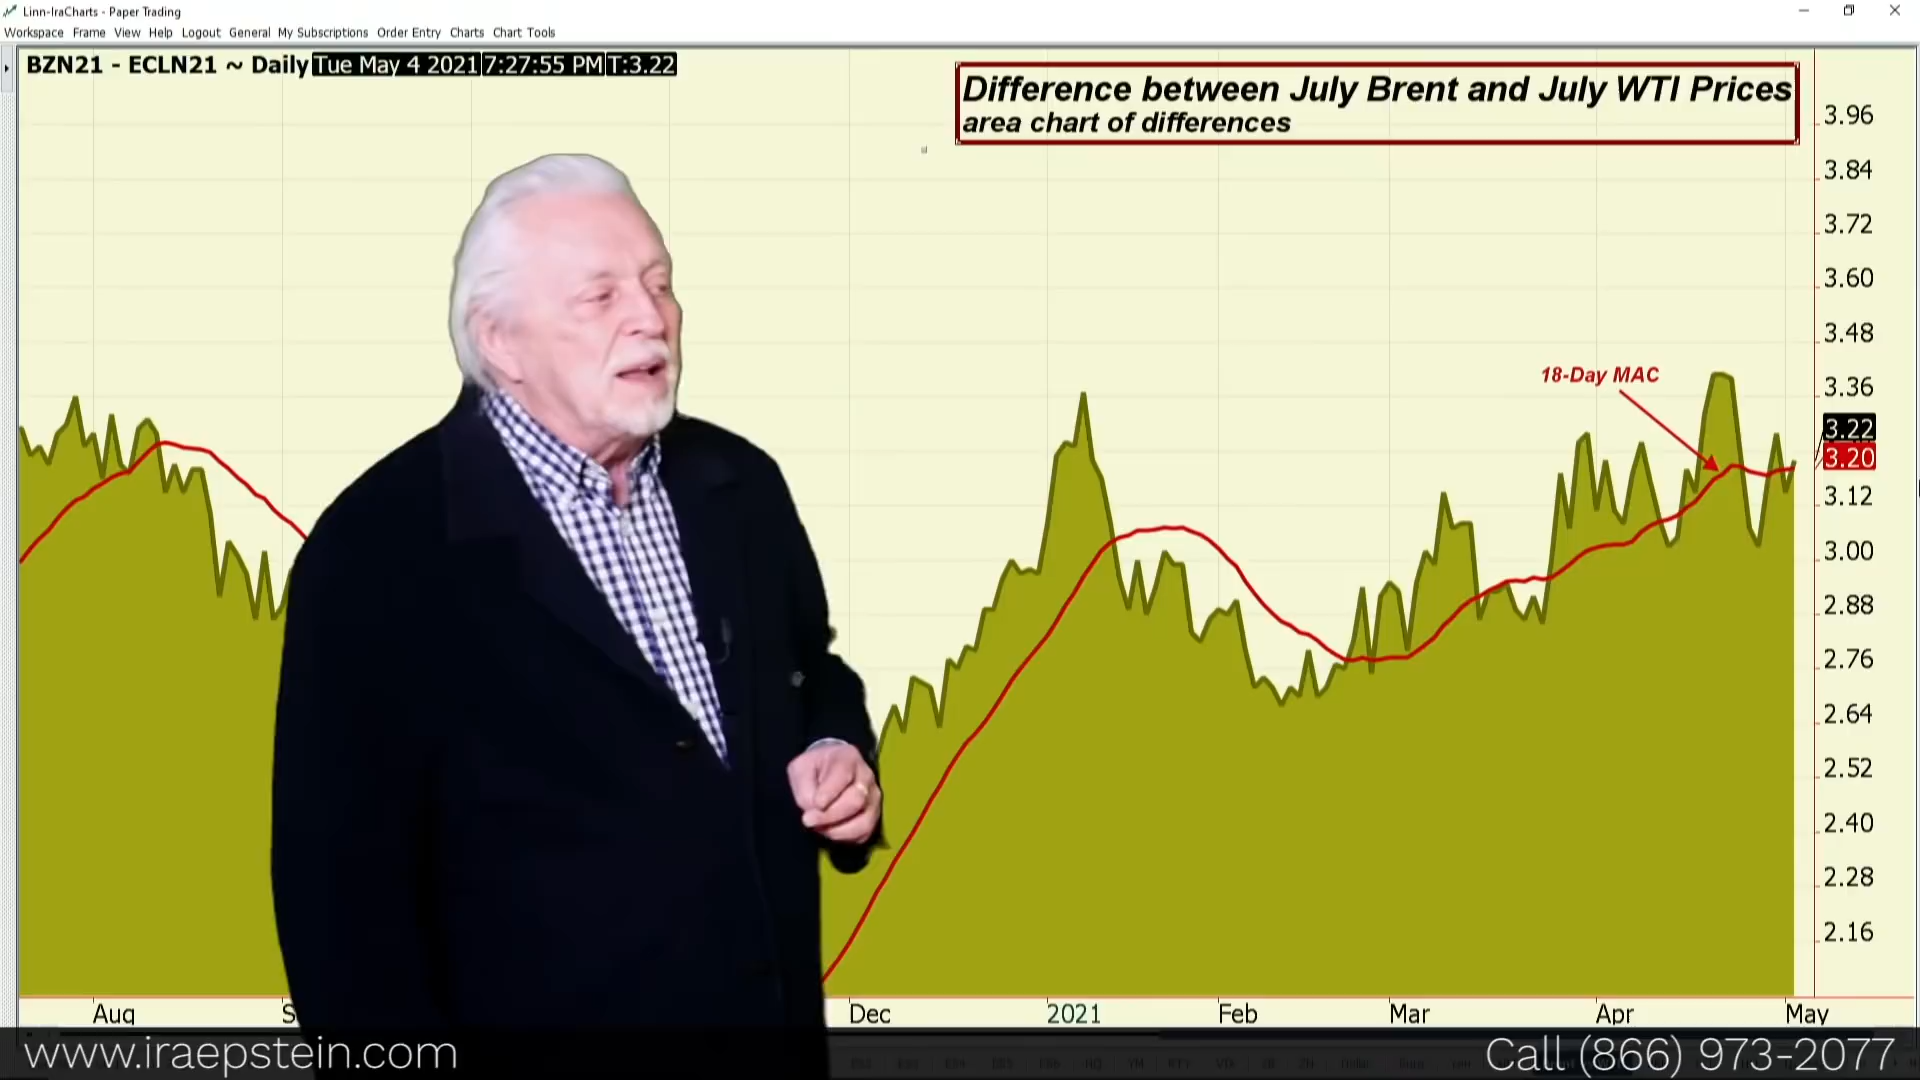 Linn-IraCharts - Paper Trading
Workspace Frame View Help Logout General My Subscriptions Order Entry Charts Chart Tools
BZN21 - ECLN21 ~ Daily Tue May 4 2021 7:27:55 PM T:3.22
Difference between July Brent and July WTI Prices
area chart of differences
3.96
3.84
3.72
3.60
3.48
18-Day MAC
3.36
3.22
3.20
3.12
3.00
2.88
2.76
2.64
2.52
2.40
2.28
2.16
Aug S Dec 2021 Feb Mar Apr May
www.iraepstein.com
Call (866) 973-2077